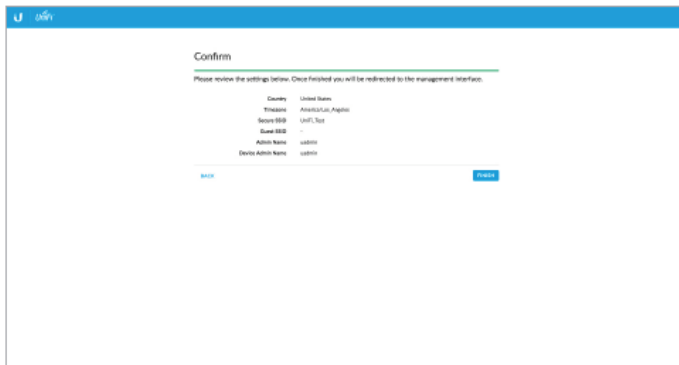 U UniFi
Confirm
Please review the settings below. Once finished you will be redirected to the management interface.
Country United States
Timezone America/Los_Angeles
Secure SSID UniFi_Test
Guest SSID -
Admin Name uadmin
Device Admin Name uadmin
BACK FINISH